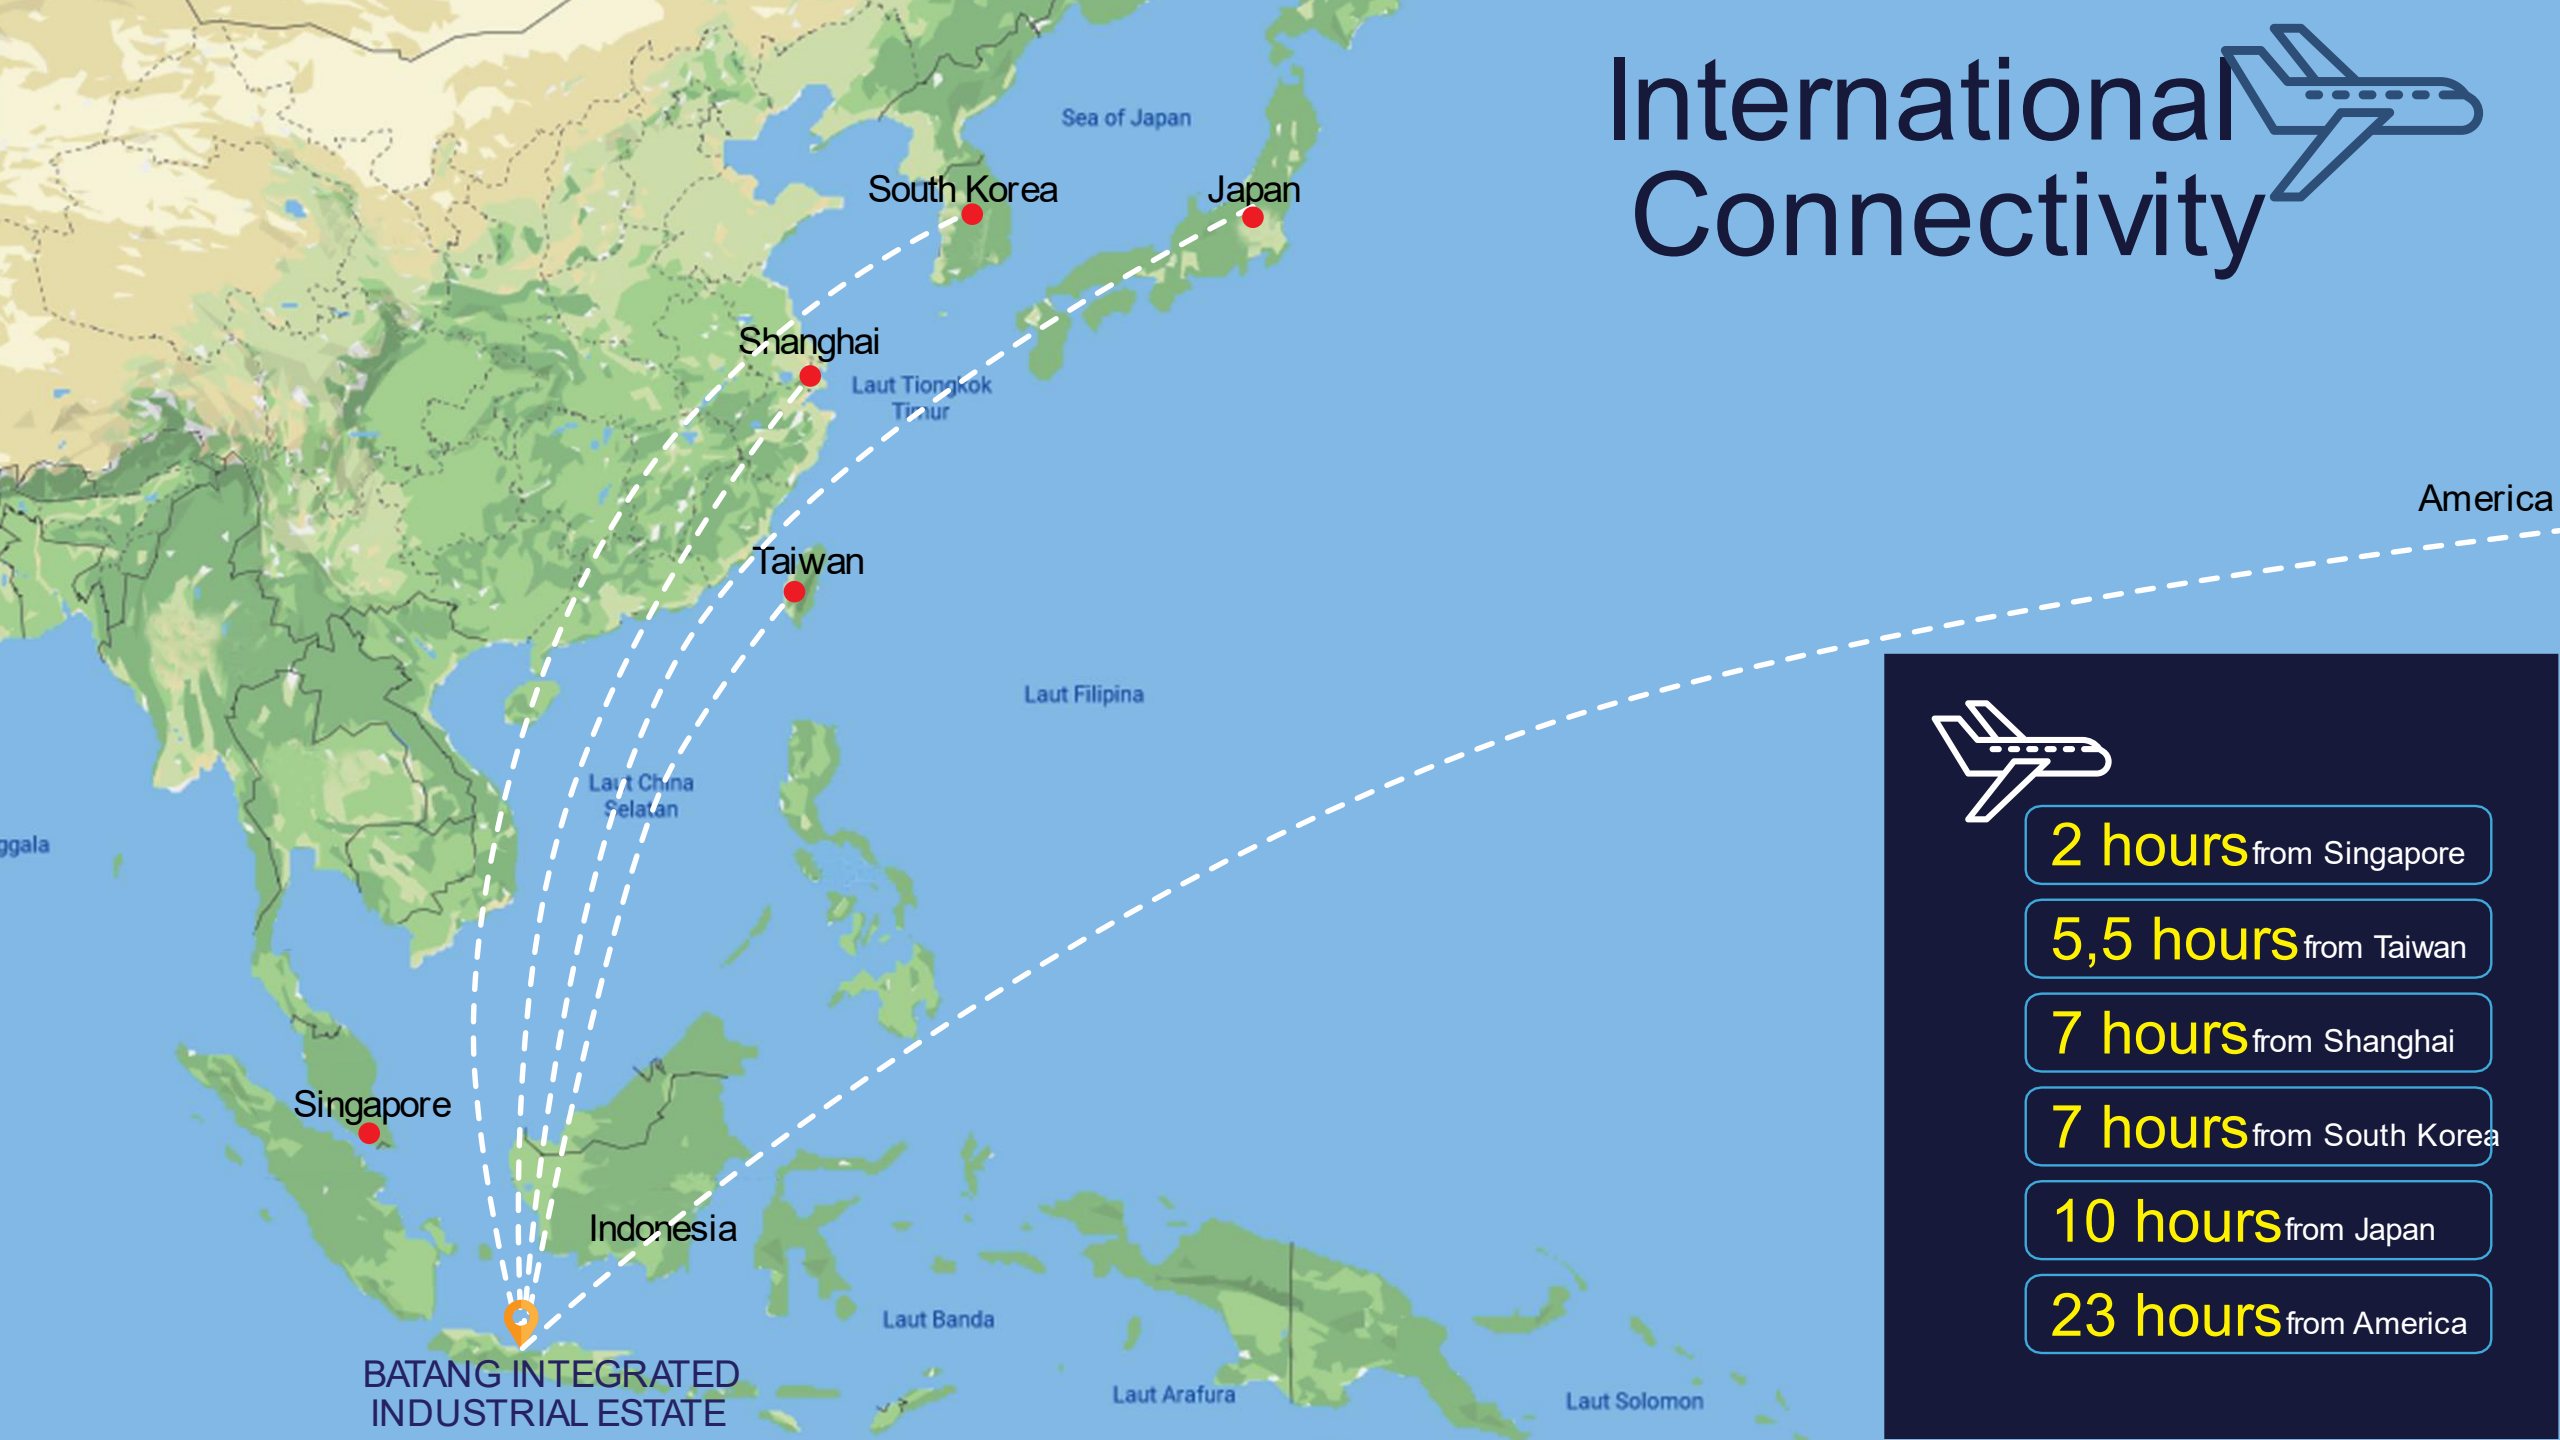 International
Connectivity
Sea of Japan
South Korea
Japan
Shanghai
Laut Tiongkok
Timur
America
Taiwan
Laut Filipina
Laut China
Selatan
ggala
Singapore
Indonesia
Laut Banda
BATANG INTEGRATED
INDUSTRIAL ESTATE
Laut Arafura
Laut Solomon
2 hours from Singapore
5,5 hours from Taiwan
7 hours from Shanghai
7 hours from South Korea
10 hours from Japan
23 hours from America